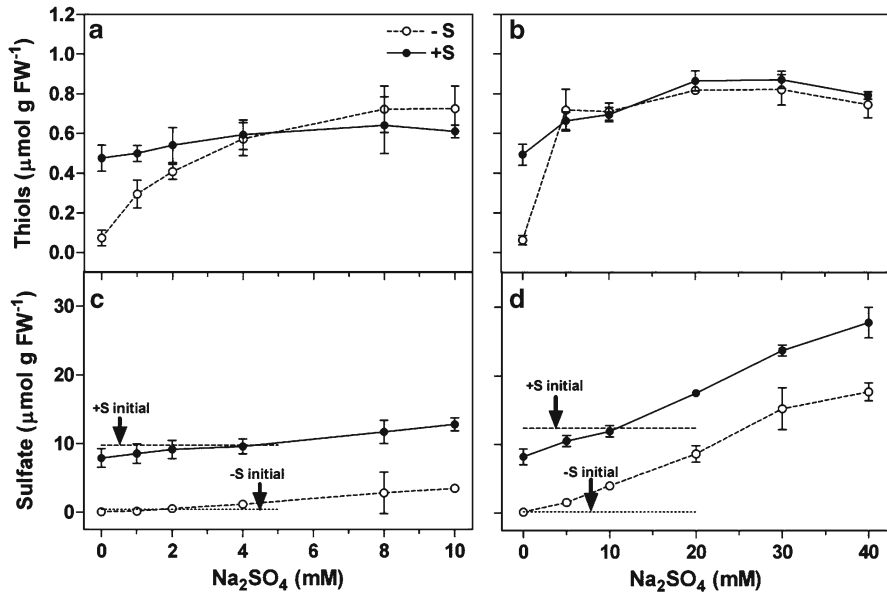 a
- S
+S
Thiols (μmol g FW⁻¹)
1.2
1.0
0.8
0.6
0.4
0.2
0.0
b
c
Sulfate (μmol g FW⁻¹)
30
20
10
0
+S initial
-S initial
0 2 4 6 8 10
Na₂SO₄ (mM)
d
+S initial
-S initial
0 10 20 30 40
Na₂SO₄ (mM)